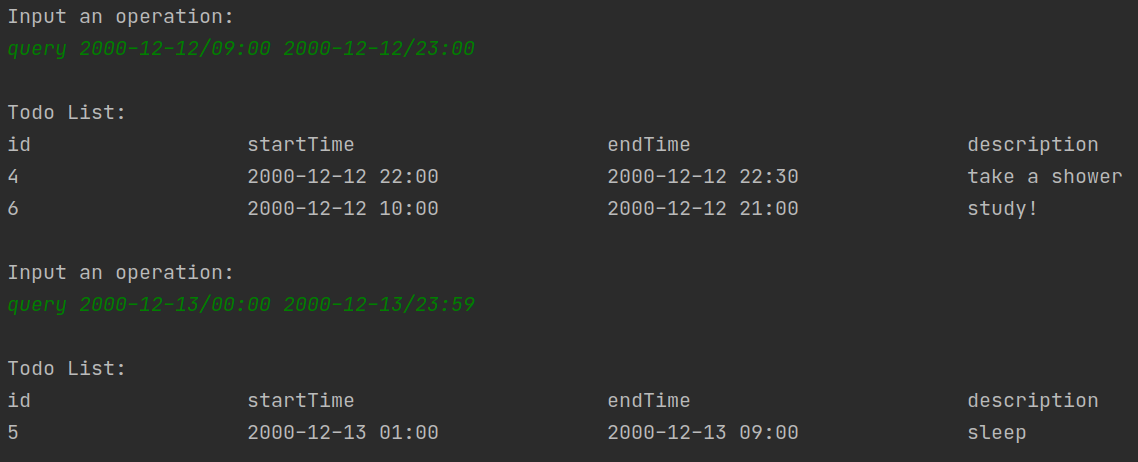 Input an operation:
query 2000-12-12/09:00 2000-12-12/23:00
Todo List:
id startTime endTime description
4 2000-12-12 22:00 2000-12-12 22:30 take a shower
6 2000-12-12 10:00 2000-12-12 21:00 study!
Input an operation:
query 2000-12-13/00:00 2000-12-13/23:59
Todo List:
id startTime endTime description
5 2000-12-13 01:00 2000-12-13 09:00 sleep